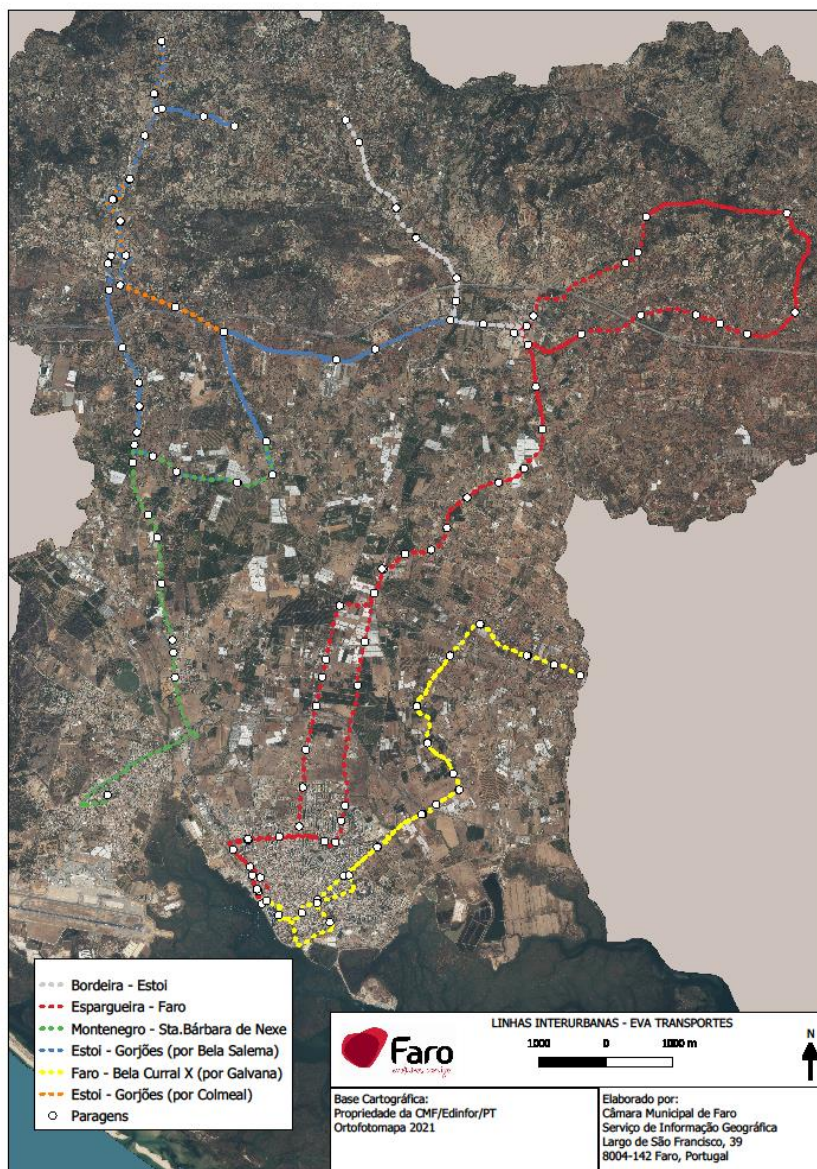 Bordeira - Estoi
Espargueira - Faro
Montenegro - Sta.Bárbara de Nexe
Estoi - Gorjões (por Bela Salema)
Faro - Bela Curral X (por Galvana)
Estoi - Gorjões (por Colmeal)
Paragens
Faro
LINHAS INTERURBANAS - EVA TRANSPORTES
1000 0 1000 m
N
Base Cartográfica:
Propriedade da CMF/Edinfor/PT
Ortofotomapa 2021
Elaborado por:
Câmara Municipal de Faro
Serviço de Informação Geográfica
Largo de São Francisco, 39
8004-142 Faro, Portugal